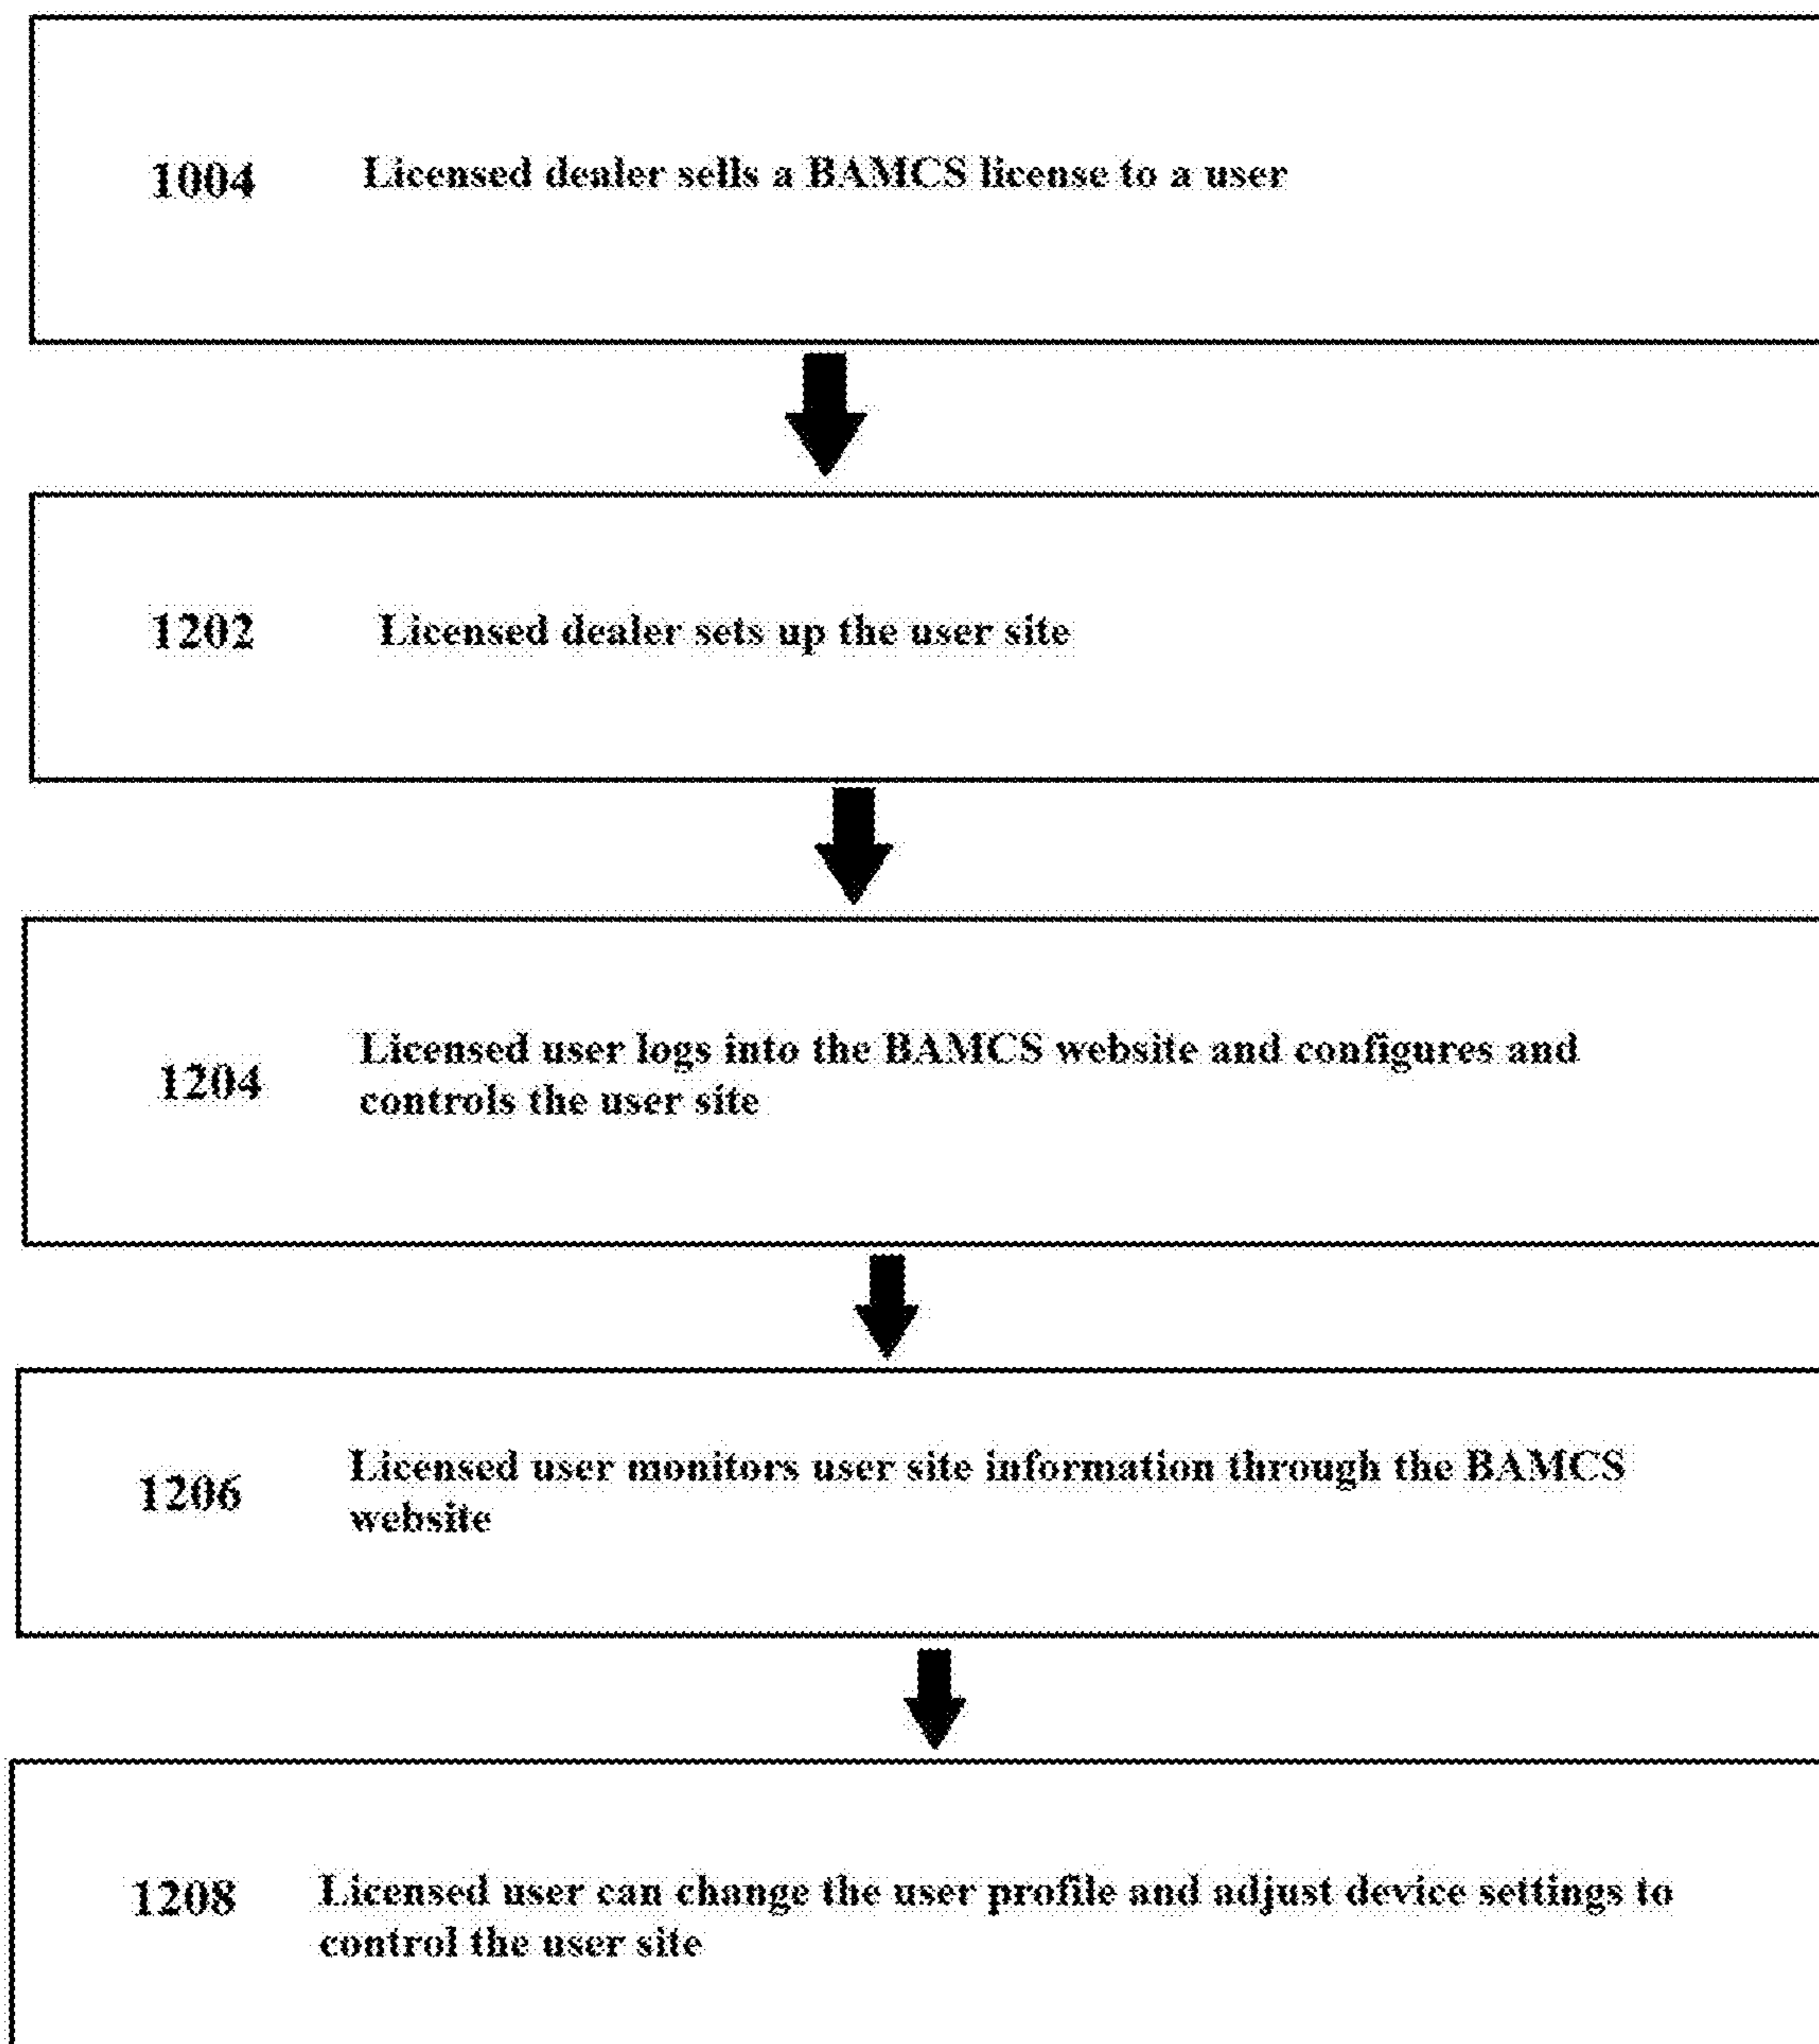 1004 Licensed dealer sells a BAMCS license to a user
1202 Licensed dealer sets up the user site
1204 Licensed user logs into the BAMCS website and configures and
controls the user site
1206 Licensed user monitors user site information through the BAMCS
website
1208 Licensed user can change the user profile and adjust device settings to
control the user site